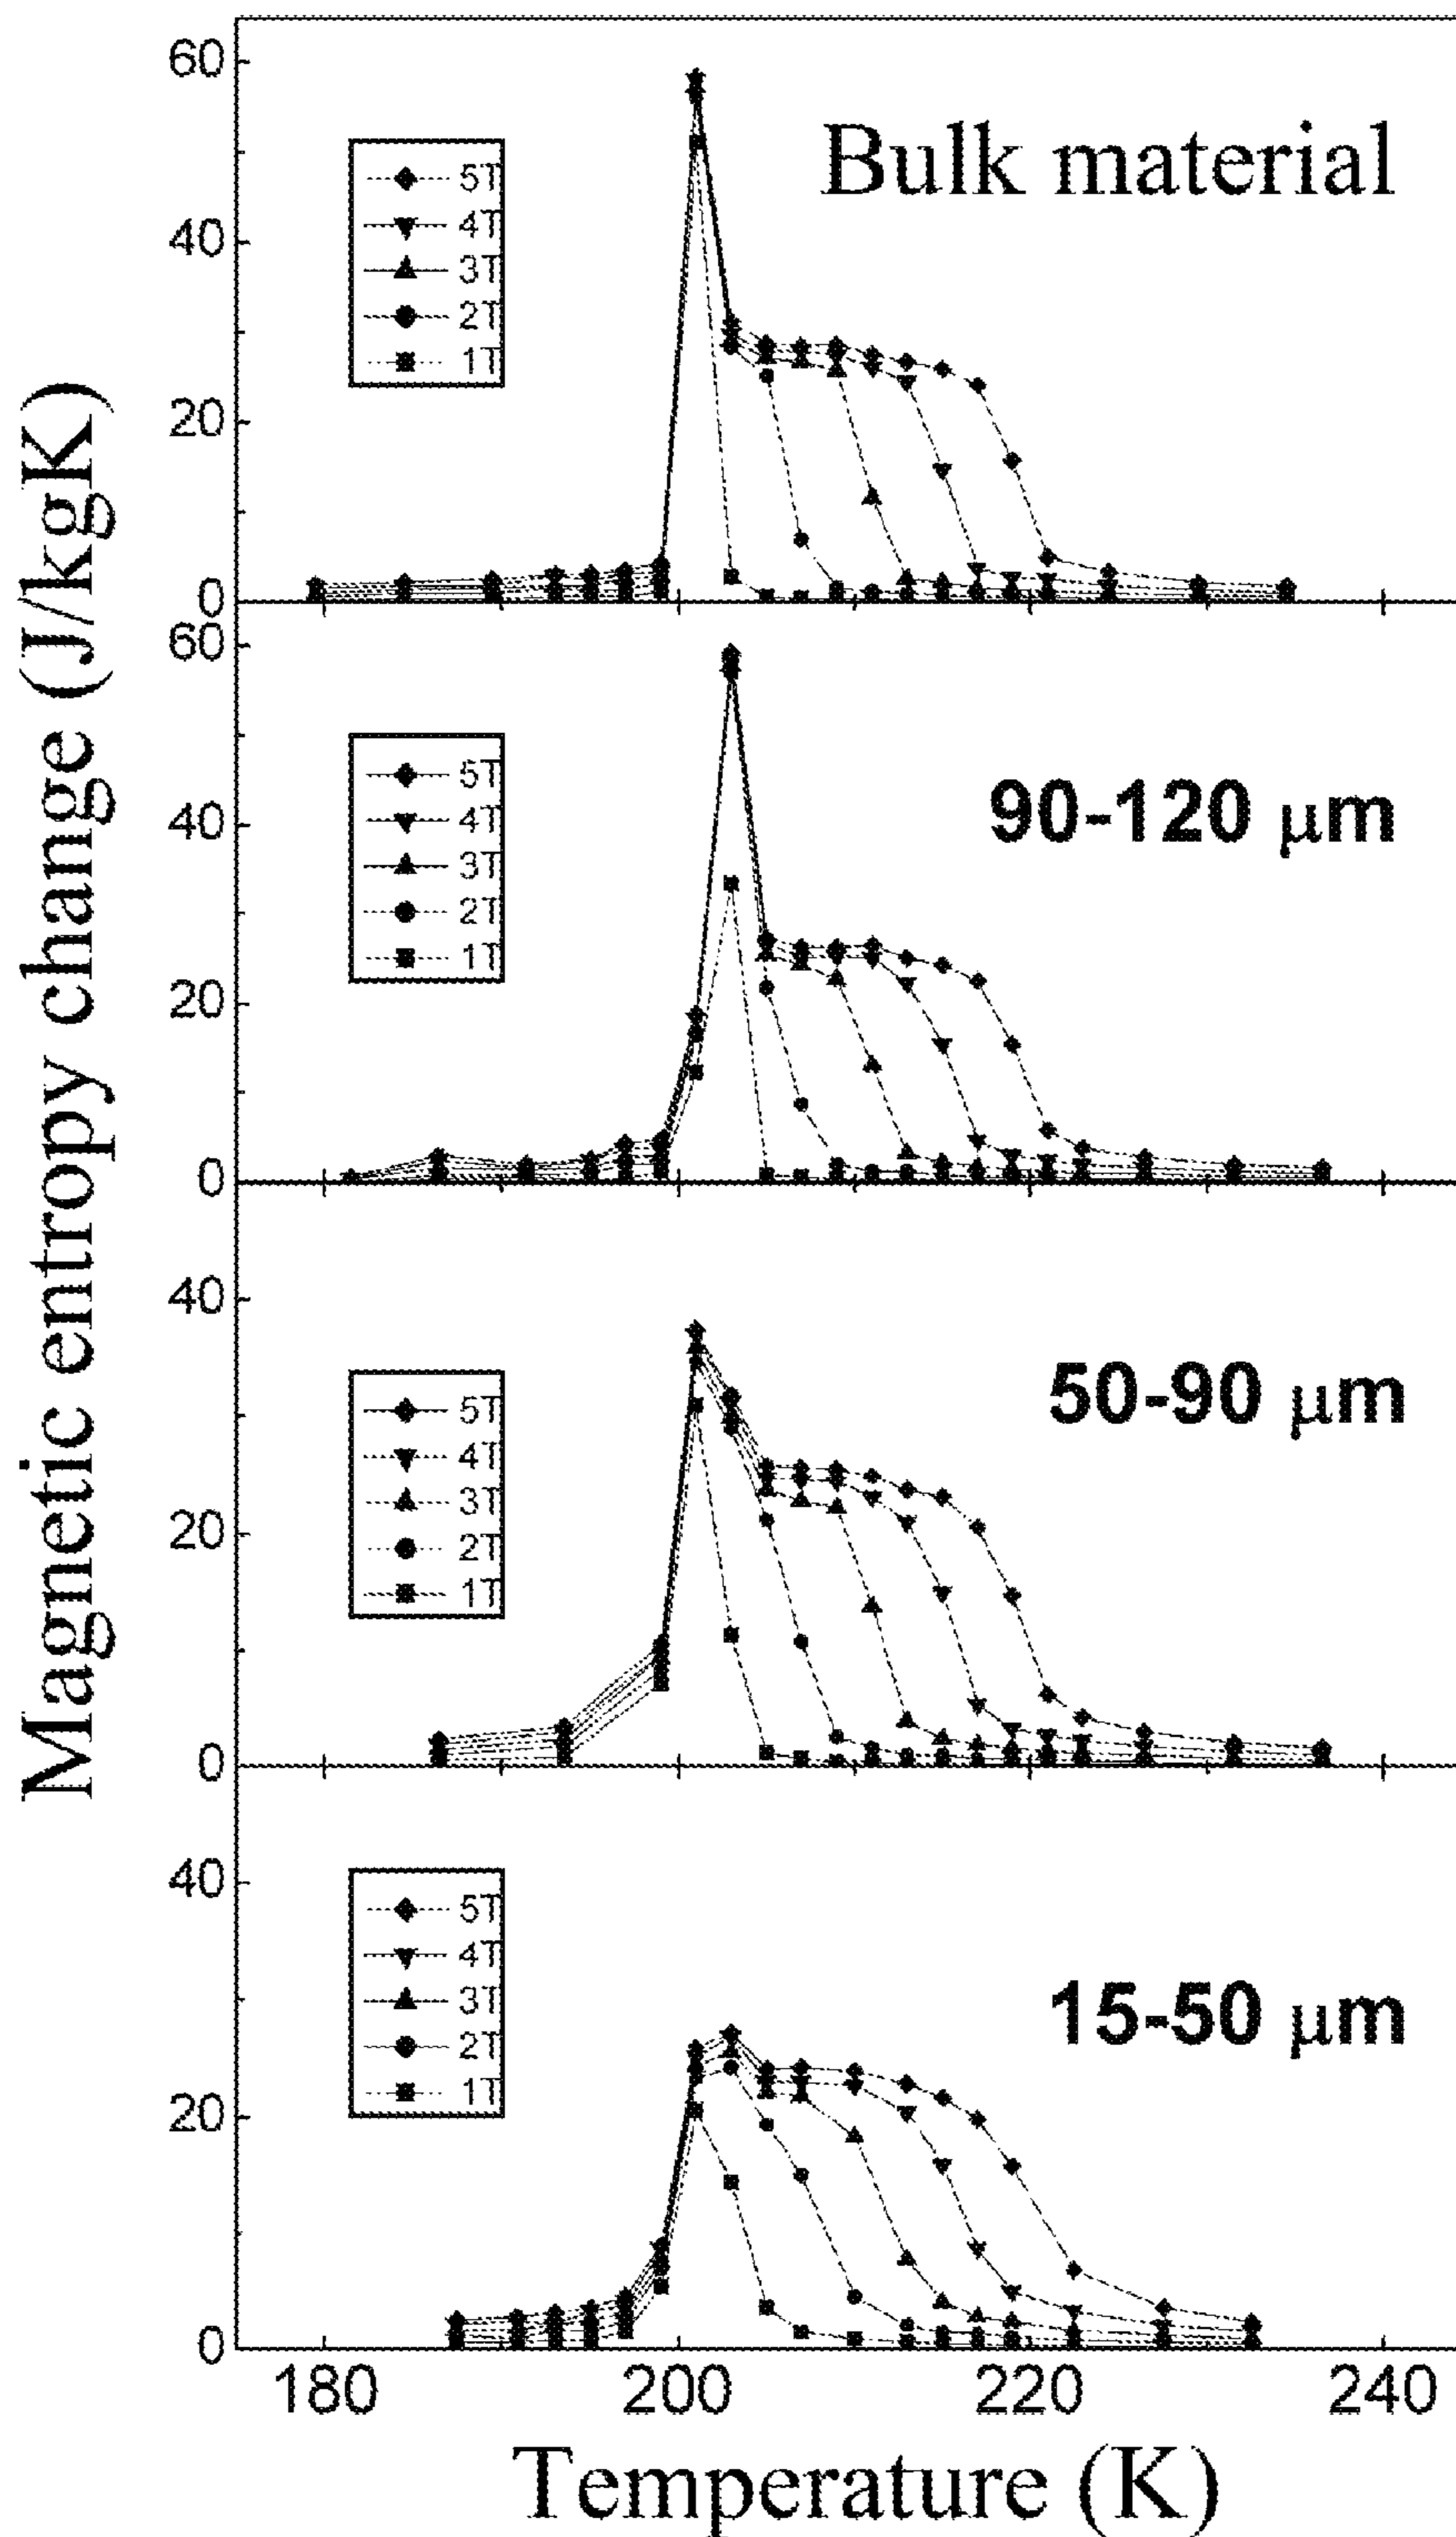 Magnetic entropy change (J/kgK)
60
40
20
0
Bulk material
5T
4T
3T
2T
1T
60
40
20
0
90-120 μm
5T
4T
3T
2T
1T
40
20
0
50-90 μm
5T
4T
3T
2T
1T
40
20
0
15-50 μm
5T
4T
3T
2T
1T
180 200 220 240
Temperature (K)